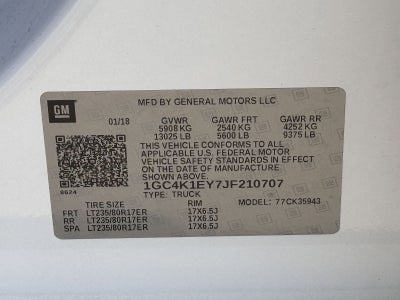 GM
MFD BY GENERAL MOTORS LLC
01/18 GVWR GAWR FRT GAWR RR
5908 KG 2540 KG 4252 KG
13025 LB 5600 LB 9375 LB
THIS VEHICLE CONFORMS TO ALL
APPLICABLE U.S. FEDERAL MOTOR
VEHICLE SAFETY STANDARDS IN EFFECT
ON THE DATE OF MANUFACTURE
SHOWN ABOVE.
1GC4K1EY7JF210707
8624 TYPE: TRUCK
TIRE SIZE RIM MODEL: 77CK35943
FRT LT235/80R17ER 17X6.5J
RR LT235/80R17ER 17X6.5J
SPA LT235/80R17ER 17X6.5J